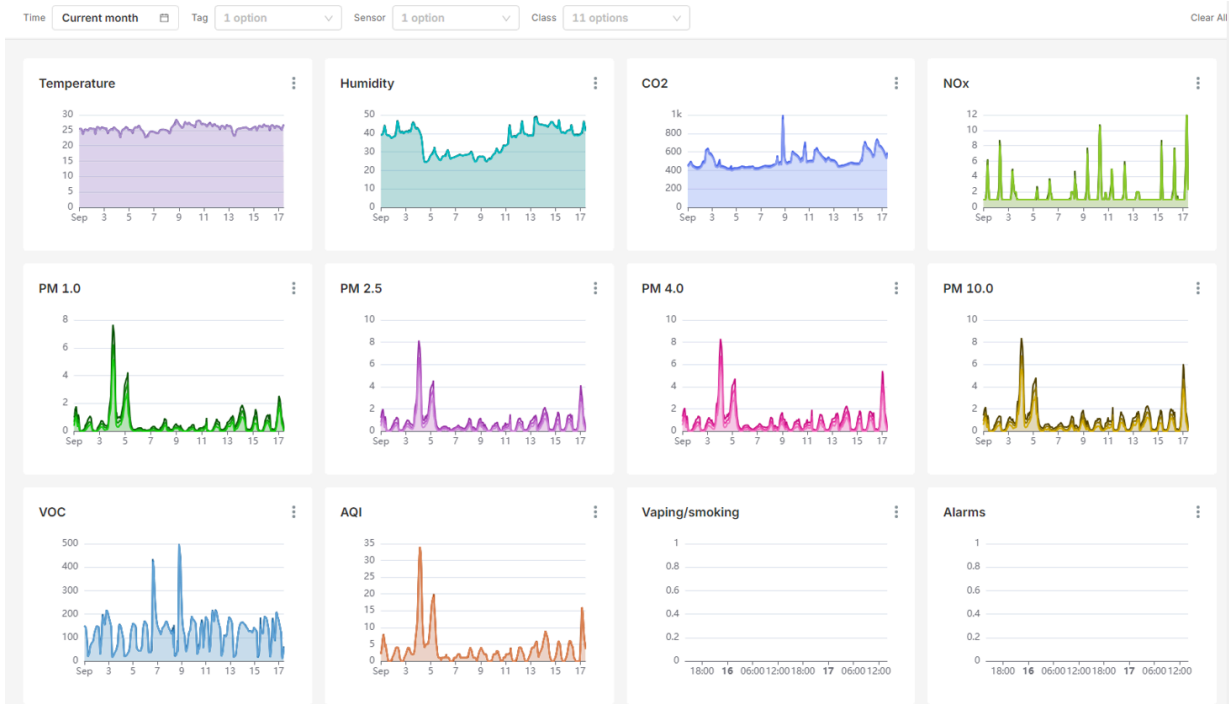 Time Current month Tag 1 option Sensor 1 option Class 11 options Clear All
Temperature
30
25
20
15
10
5
0
Sep 3 5 7 9 11 13 15 17
Humidity
50
40
30
20
10
0
Sep 3 5 7 9 11 13 15 17
CO2
1k
800
600
400
200
0
Sep 3 5 7 9 11 13 15 17
NOx
12
10
8
6
4
2
0
Sep 3 5 7 9 11 13 15 17
PM 1.0
8
6
4
2
0
Sep 3 5 7 9 11 13 15 17
PM 2.5
10
8
6
4
2
0
Sep 3 5 7 9 11 13 15 17
PM 4.0
10
8
6
4
2
0
Sep 3 5 7 9 11 13 15 17
PM 10.0
10
8
6
4
2
0
Sep 3 5 7 9 11 13 15 17
VOC
500
400
300
200
100
0
Sep 3 5 7 9 11 13 15 17
AQI
35
30
25
20
15
10
5
0
Sep 3 5 7 9 11 13 15 17
Vaping/smoking
1
0.8
0.6
0.4
0.2
0
18:00 16 06:00 12:00 18:00 17 06:00 12:00
Alarms
1
0.8
0.6
0.4
0.2
0
18:00 16 06:00 12:00 18:00 17 06:00 12:00